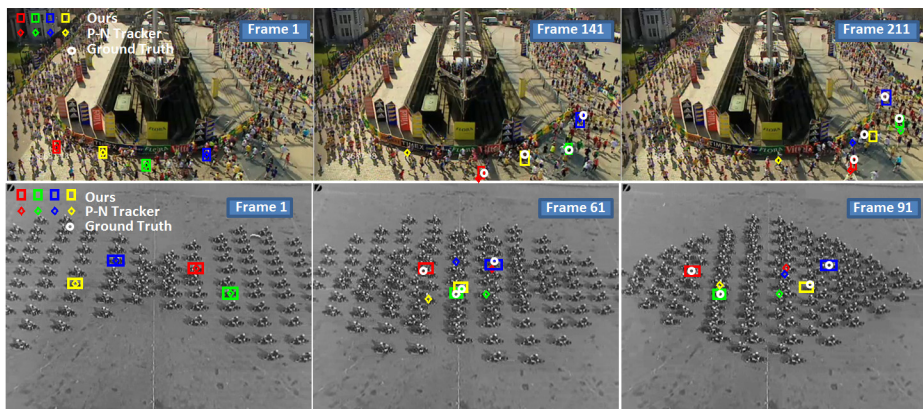 Ours
P-N Tracker
Ground Truth
Frame 1
Frame 141
Frame 211
Ours
P-N Tracker
Ground Truth
Frame 1
Frame 61
Frame 91